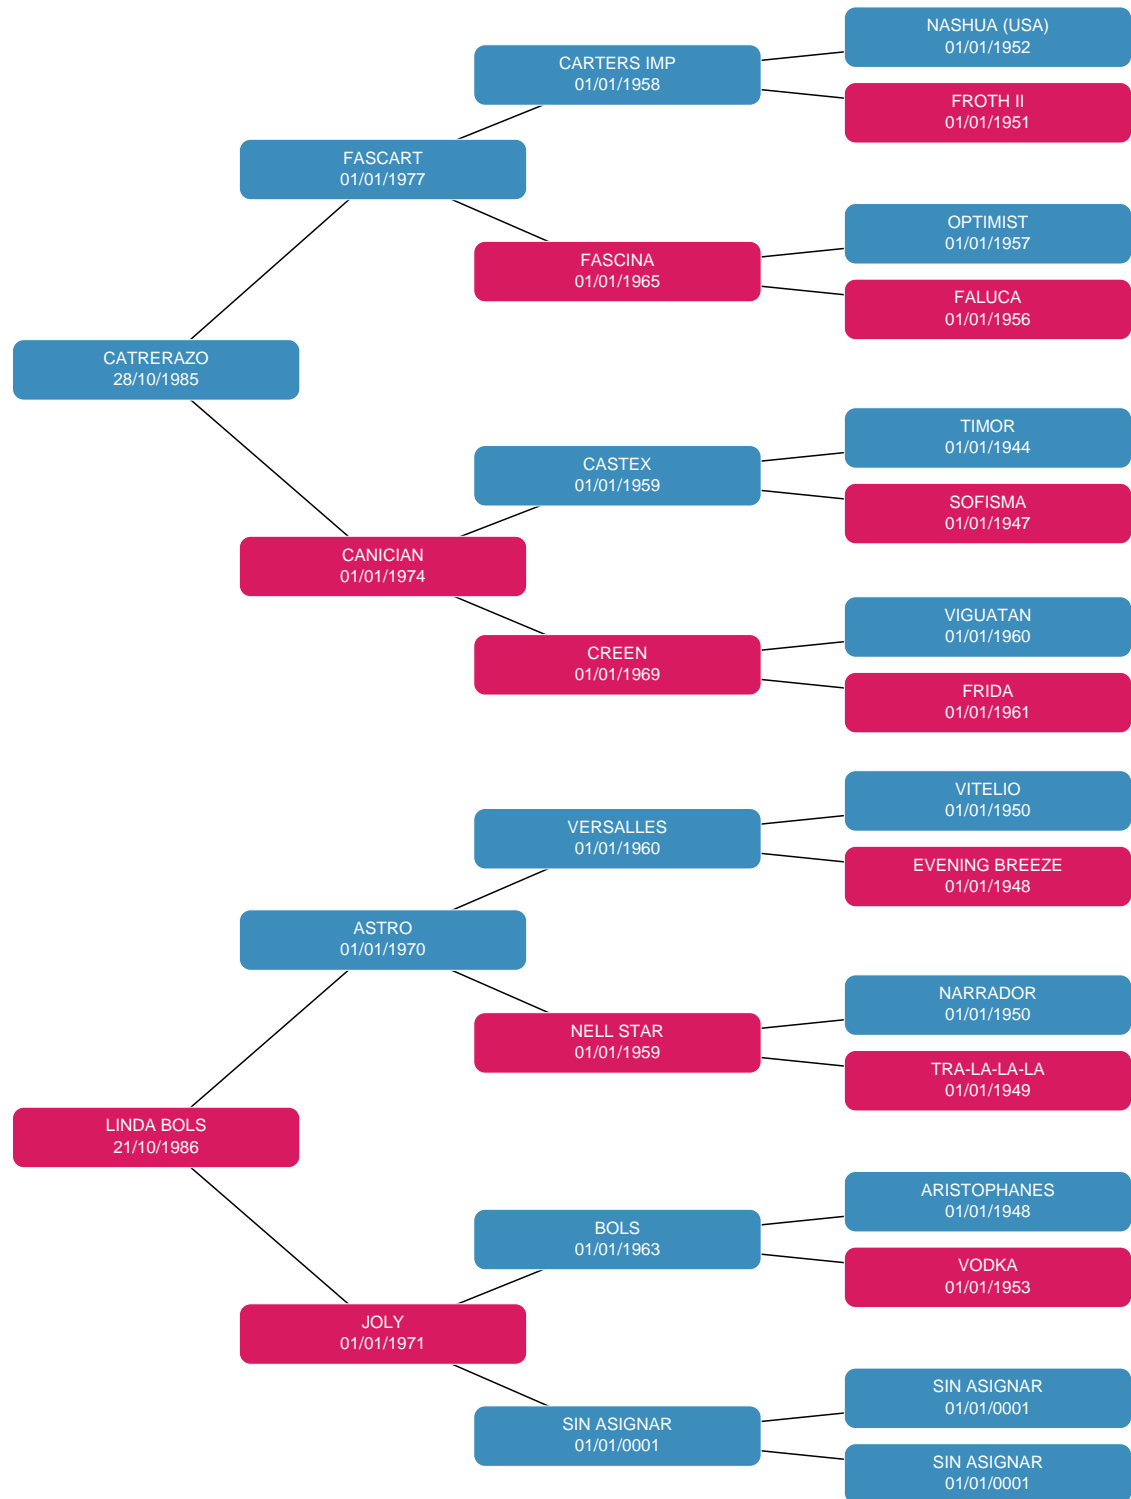 NASHUA (USA)
01/01/1952
CARTERS IMP
01/01/1958
FROTH II
01/01/1951
FASCART
01/01/1977
OPTIMIST
01/01/1957
FASCINA
01/01/1965
FALUCA
01/01/1956
CATRERAZO
28/10/1985
TIMOR
01/01/1944
CASTEX
01/01/1959
SOFISMA
01/01/1947
CANICIAN
01/01/1974
VIGUATAN
01/01/1960
CREEN
01/01/1969
FRIDA
01/01/1961
VITELIO
01/01/1950
VERSALLES
01/01/1960
EVENING BREEZE
01/01/1948
ASTRO
01/01/1970
NARRADOR
01/01/1950
NELL STAR
01/01/1959
TRA-LA-LA-LA
01/01/1949
LINDA BOLS
21/10/1986
ARISTOPHANES
01/01/1948
BOLS
01/01/1963
VODKA
01/01/1953
JOLY
01/01/1971
SIN ASIGNAR
01/01/0001
SIN ASIGNAR
01/01/0001
SIN ASIGNAR
01/01/0001